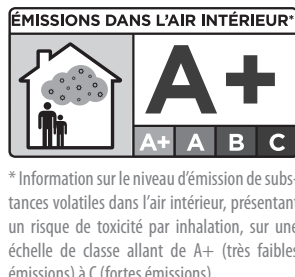 ÉMISSIONS DANS L'AIR INTÉRIEUR*
A+
A+ A B C
* Information sur le niveau d'émission de subs-
tances volatiles dans l'air intérieur, présentant
un risque de toxicité par inhalation, sur une
échelle de classe allant de A+ (très faibles
émissions) à C (fortes émissions)